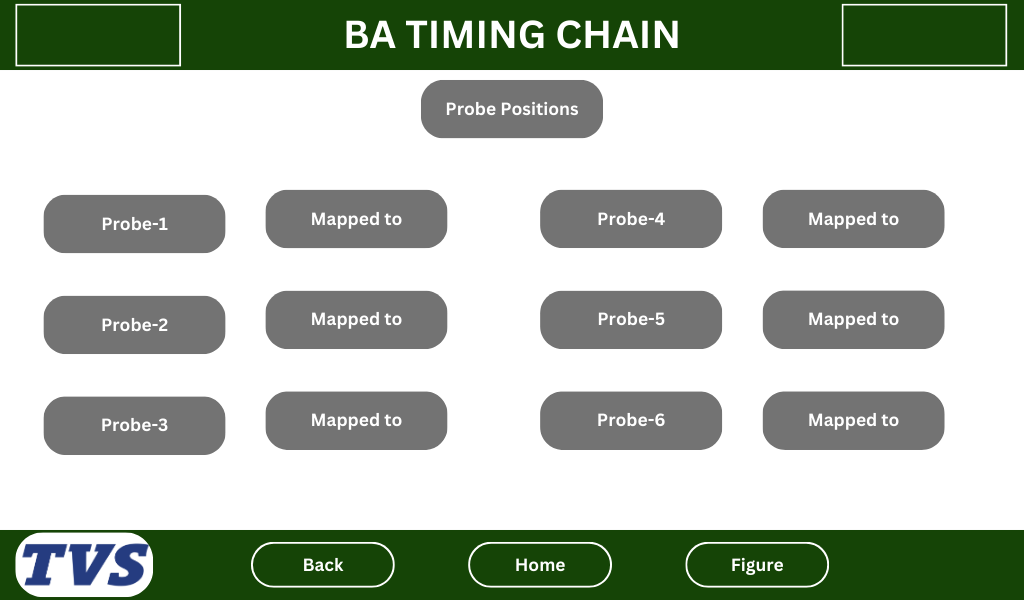 BA TIMING CHAIN
Probe Positions
Probe-1
Mapped to
Probe-4
Mapped to
Probe-2
Mapped to
Probe-5
Mapped to
Probe-3
Mapped to
Probe-6
Mapped to
TVS
Back
Home
Figure